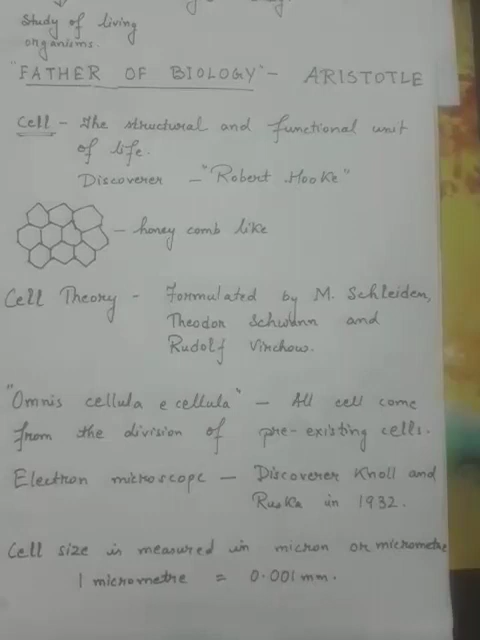 Study of living
organisms.
"FATHER OF BIOLOGY" - ARISTOTLE
Cell - The structural and functional unit
of life.
Discoverer - "Robert Hooke"
- honey comb like
Cell Theory - Formulated by M. Schleiden,
Theodor Schwann and
Rudolf Virchow.
"Omnis cellula e cellula" - All cell come
from the division of pre-existing cells.
Electron microscope - Discoverer Knoll and
Ruska in 1932.
Cell size is measured in micron or micrometre
1 micrometre = 0.001 mm.